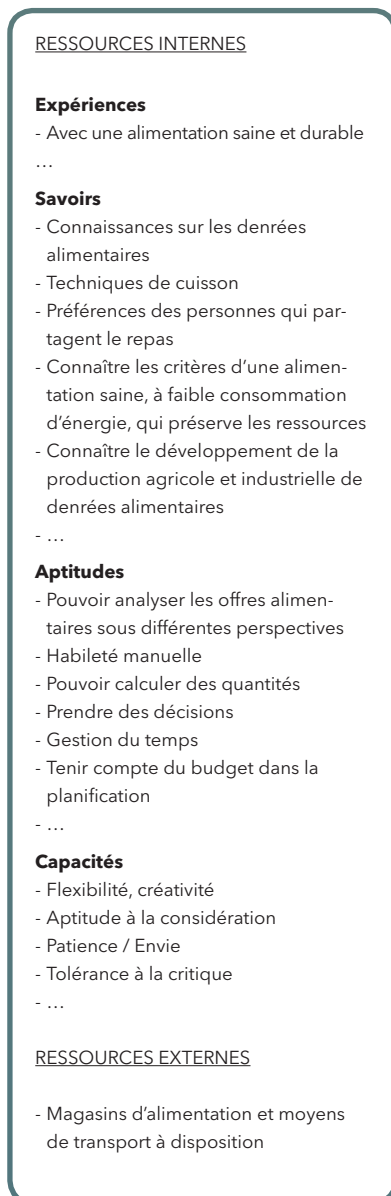 RESSOURCES INTERNES
Expériences
- Avec une alimentation saine et durable
…
Savoirs
- Connaissances sur les denrées
alimentaires
- Techniques de cuisson
- Préférences des personnes qui par-
tagent le repas
- Connaître les critères d’une alimen-
tation saine, à faible consommation
d’énergie, qui préserve les ressources
- Connaître le développement de la
production agricole et industrielle de
denrées alimentaires
- …
Aptitudes
- Pouvoir analyser les offres alimen-
taires sous différentes perspectives
- Habileté manuelle
- Pouvoir calculer des quantités
- Prendre des décisions
- Gestion du temps
- Tenir compte du budget dans la
planification
- …
Capacités
- Flexibilité, créativité
- Aptitude à la considération
- Patience / Envie
- Tolérance à la critique
- …
RESSOURCES EXTERNES
- Magasins d’alimentation et moyens
de transport à disposition